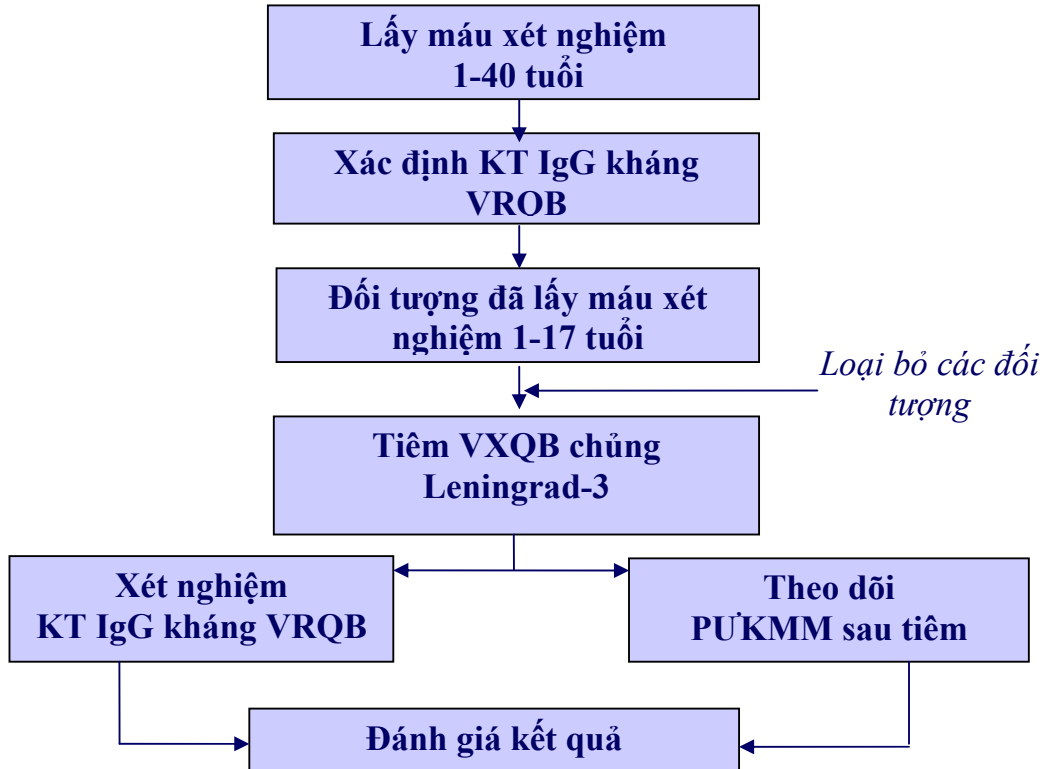 Lấy máu xét nghiệm
1-40 tuổi
Xác định KT IgG kháng
VRQB
Đối tượng đã lấy máu xét
nghiệm 1-17 tuổi
Loại bỏ các đối
tượng
Tiêm VXQB chủng
Leningrad-3
Xét nghiệm
KT IgG kháng VRQB
Theo dõi
PƯKMM sau tiêm
Đánh giá kết quả